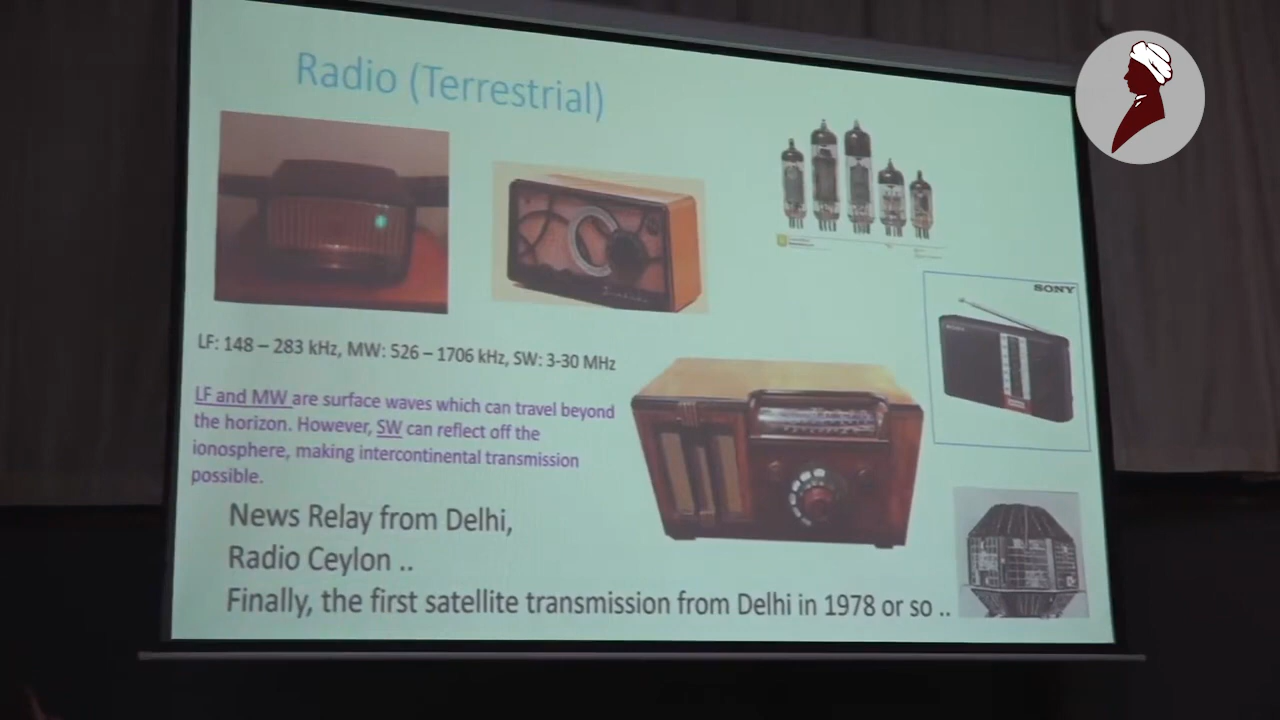 Radio (Terrestrial)
SONY
LF: 148 – 283 kHz, MW: 526 – 1706 kHz, SW: 3-30 MHz
LF and MW are surface waves which can travel beyond
the horizon. However, SW can reflect off the
ionosphere, making intercontinental transmission
possible.
News Relay from Delhi,
Radio Ceylon ..
Finally, the first satellite transmission from Delhi in 1978 or so ..